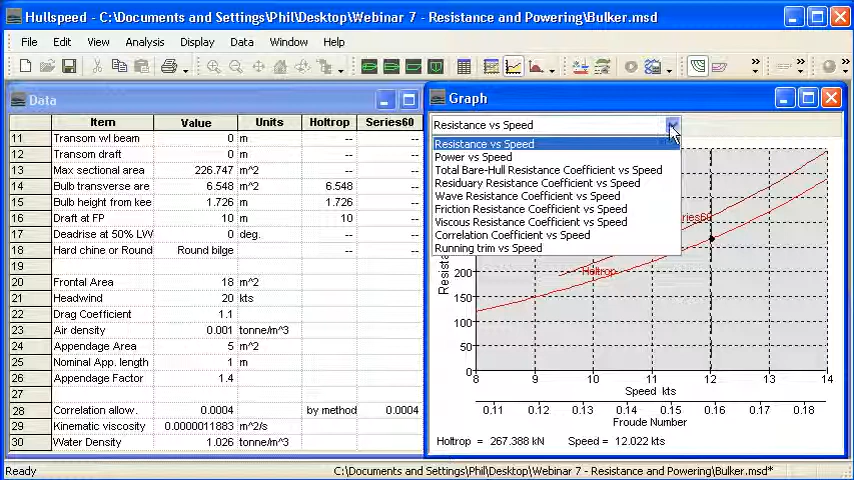 Hullspeed - C:\Documents and Settings\Phil\Desktop\Webinar 7 - Resistance and Powering\Bulker.msd
File Edit View Analysis Display Data Window Help
Data
Item Value Units Holtrop Series60
11 Transom wl beam 0 m -- --
12 Transom draft 0 m -- --
13 Max sectional area 226.747 m^2 -- --
14 Bulb transverse are 6.548 m^2 6.548 --
15 Bulb height from kee 1.726 m 1.726 --
16 Draft at FP 10 m 10 --
17 Deadrise at 50% LW 0 deg. -- --
18 Hard chine or Round Round bilge -- --
19
20 Frontal Area 18 m^2
21 Headwind 20 kts
22 Drag Coefficient 1.1
23 Air density 0.001 tonne/m^3
24 Appendage Area 5 m^2
25 Nominal App. length 1 m
26 Appendage Factor 1.4
27
28 Correlation allow. 0.0004 by method 0.0004
29 Kinematic viscosity 0.0000011883 m^2/s
30 Water Density 1.026 tonne/m^3
Graph
Resistance vs Speed
Resistance vs Speed
Power vs Speed
Total Bare-Hull Resistance Coefficient vs Speed
Residuary Resistance Coefficient vs Speed
Wave Resistance Coefficient vs Speed
Friction Resistance Coefficient vs Speed
Viscous Resistance Coefficient vs Speed
Correlation Coefficient vs Speed
Running trim vs Speed
eries60
Holtrop
Resista
200
150
100
50
0
8 9 10 11 12 13 14
Speed kts
0.11 0.12 0.13 0.14 0.15 0.16 0.17 0.18
Froude Number
Holtrop = 267.388 kN Speed = 12.022 kts
Ready
C:\Documents and Settings\Phil\Desktop\Webinar 7 - Resistance and Powering\Bulker.msd*